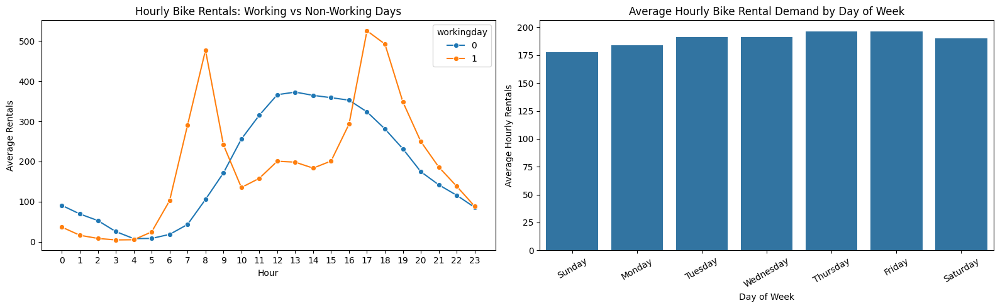 Hourly Bike Rentals: Working vs Non-Working Days
workingday
0
1
500
400
300
200
100
0
Average Rentals
0 1 2 3 4 5 6 7 8 9 10 11 12 13 14 15 16 17 18 19 20 21 22 23
Hour
Average Hourly Bike Rental Demand by Day of Week
200
175
150
125
100
75
50
25
0
Average Hourly Rentals
Sunday Monday Tuesday Wednesday Thursday Friday Saturday
Day of Week